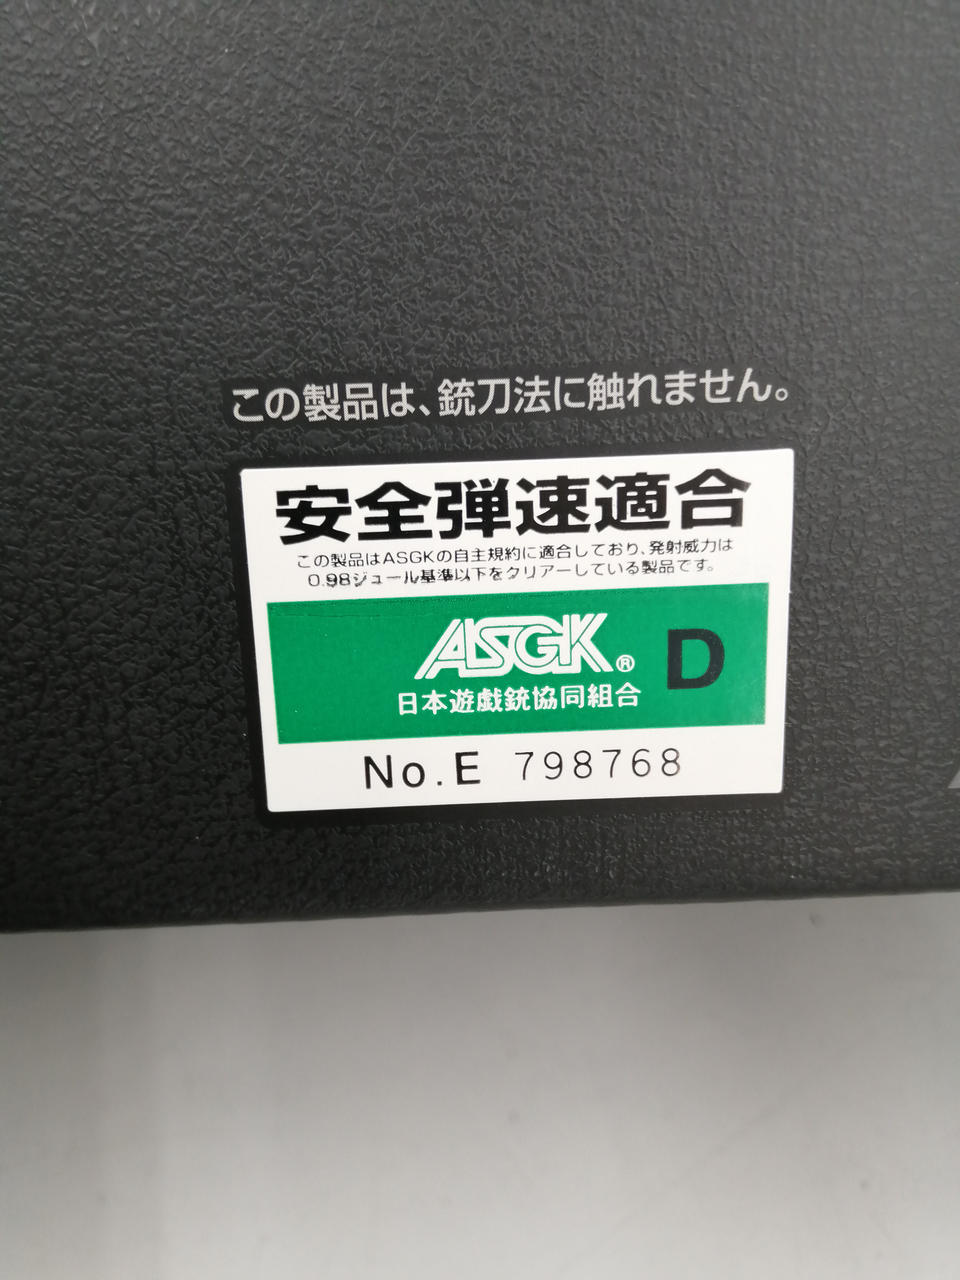 この製品は、銃刀法に触れません。
安全弾速適合
この製品はASGKの自主規約に適合しており、発射威力は
0.98ジュール基準以下をクリアーしている製品です。
ASGK® D
日本遊戯銃協同組合
No.E 798768